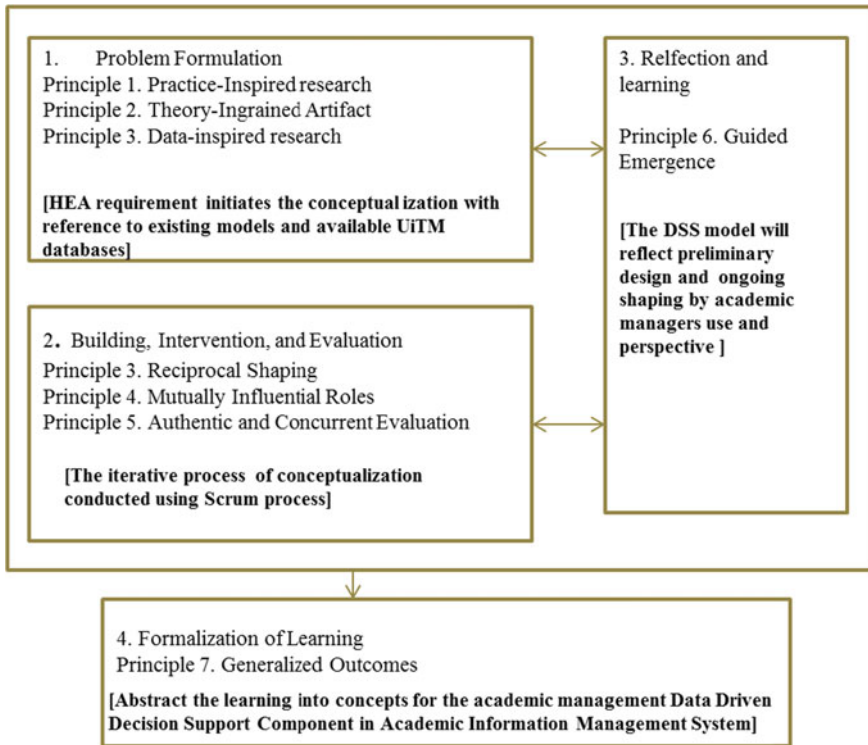 1. Problem Formulation
Principle 1. Practice-Inspired research
Principle 2. Theory-Ingrained Artifact
Principle 3. Data-inspired research
[HEA requirement initiates the conceptual ization with
reference to existing models and available UiTM
databases]
2. Building, Intervention, and Evaluation
Principle 3. Reciprocal Shaping
Principle 4. Mutually Influential Roles
Principle 5. Authentic and Concurrent Evaluation
[The iterative process of conceptualization
conducted using Scrum process]
3. Relfection and
learning
Principle 6. Guided
Emergence
[The DSS model will
reflect preliminary
design and ongoing
shaping by academic
managers use and
perspective ]
4. Formalization of Learning
Principle 7. Generalized Outcomes
[Abstract the learning into concepts for the academic management Data Driven
Decision Support Component in Academic Information Management System]